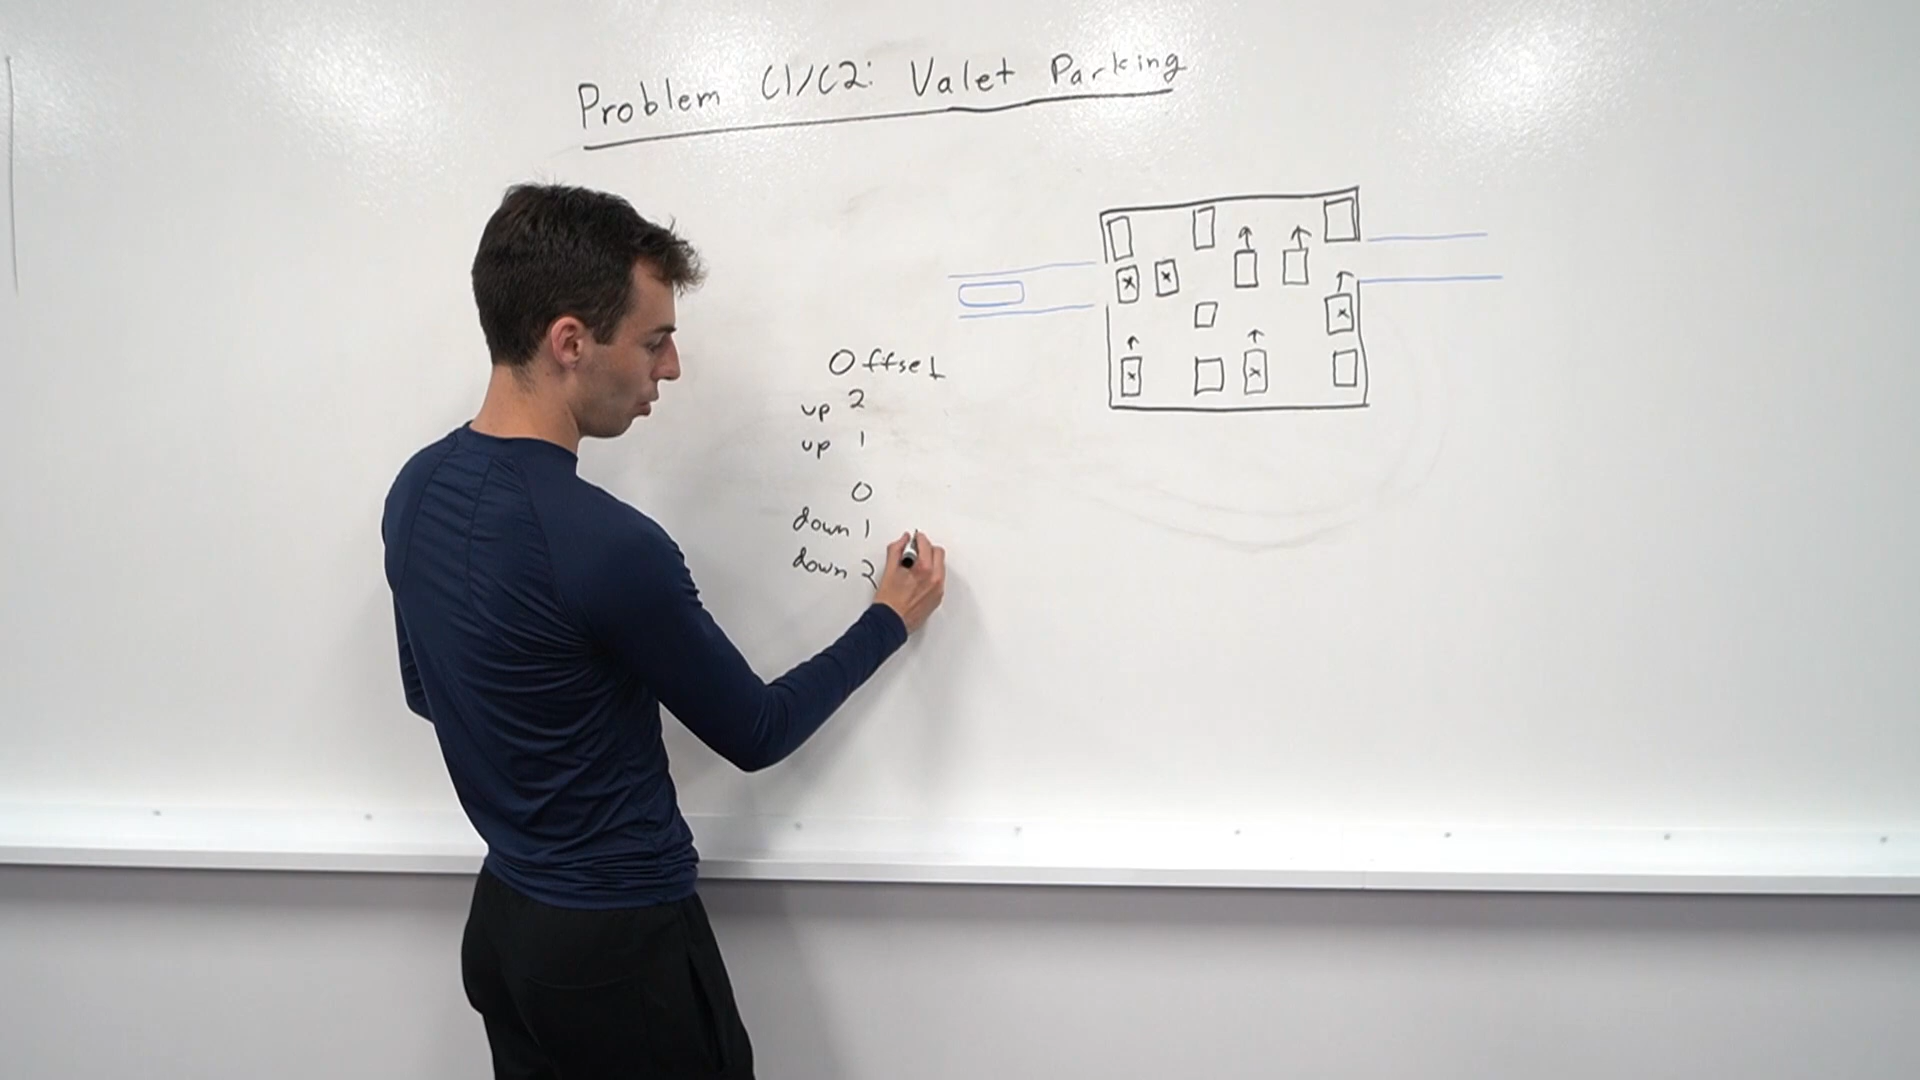 Problem C1/C2: Valet Parking
Offset
up 2
up 1
0
down 1
down 2
x x
x
x x